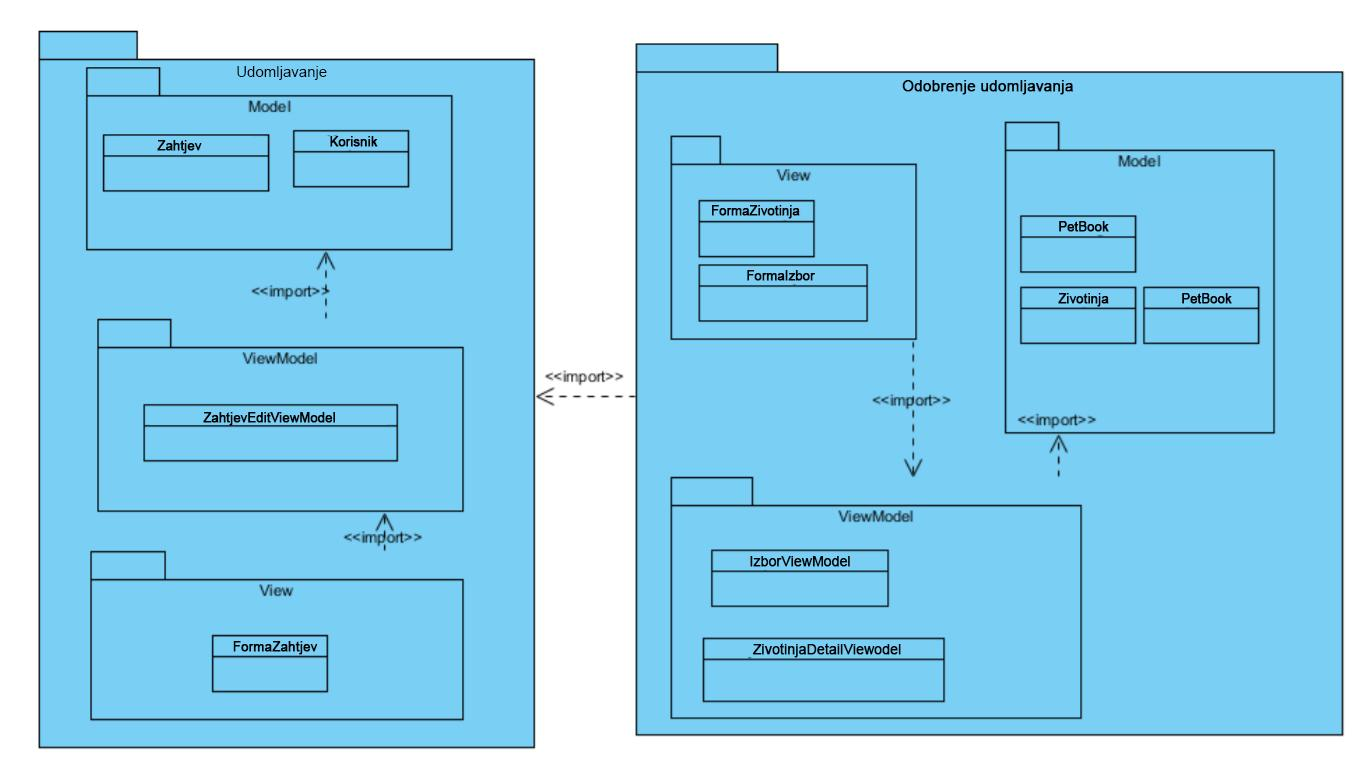 Udomljavanje
Model
Zahtjev
Korisnik
<<import>>
ViewModel
ZahtjevEditViewModel
<<import>>
View
FormaZahtjev
<<import>>
Odobrenje udomljavanja
View
FormaZivotinja
FormaIzbor
Model
PetBook
Zivotinja
PetBook
<<import>>
<<import>>
ViewModel
IzborViewModel
ZivotinjaDetailViewodel